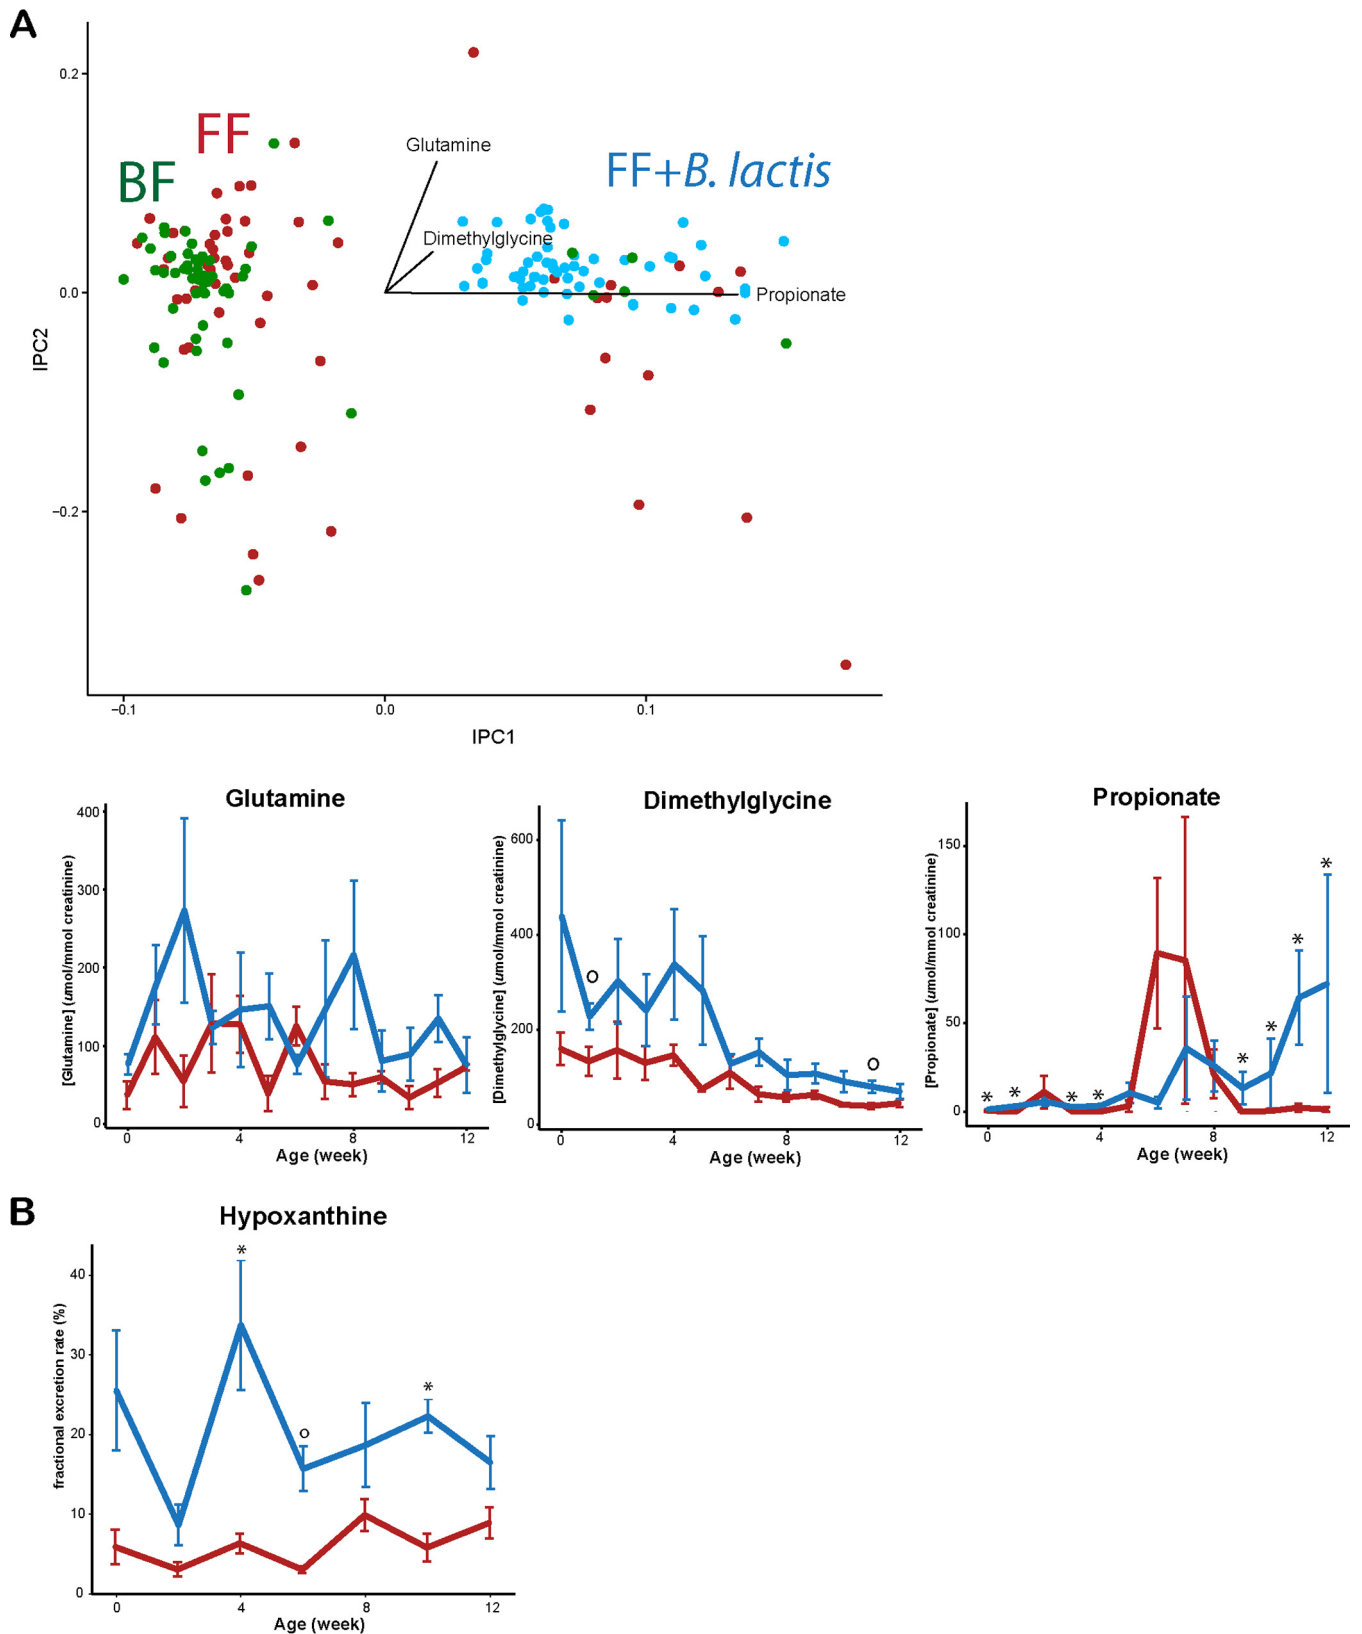 A
0.2
FF
Glutamine
BF
FF+B. lactis
Dimethylglycine
0.0
Propionate
IPC2
−0.2
−0.1
0.0
0.1
IPC1
Glutamine
[Glutamine] (umol/mmol creatinine)
400
300
200
100
0
0
4
8
12
Age (week)
Dimethylglycine
[Dimethylglycine] (umol/mmol creatinine)
600
400
200
0
o
o
0
4
8
12
Age (week)
Propionate
[Propionate] (umol/mmol creatinine)
150
100
50
0
* * * * * * * *
0
4
8
12
Age (week)
B
Hypoxanthine
fractional excretion rate (%)
40
30
20
10
0
*
o
*
0
4
8
12
Age (week)